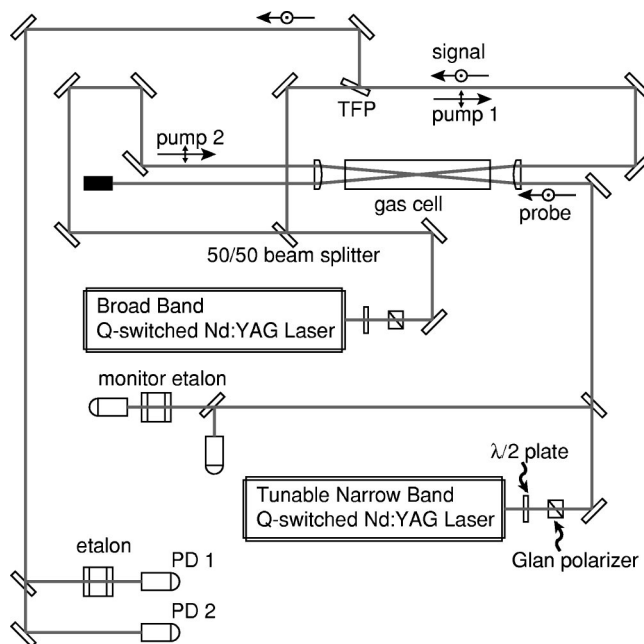 signal
TFP
pump 1
pump 2
gas cell
probe
50/50 beam splitter
Broad Band
Q-switched Nd:YAG Laser
monitor etalon
λ/2 plate
Tunable Narrow Band
Q-switched Nd:YAG Laser
Glan polarizer
etalon
PD 1
PD 2